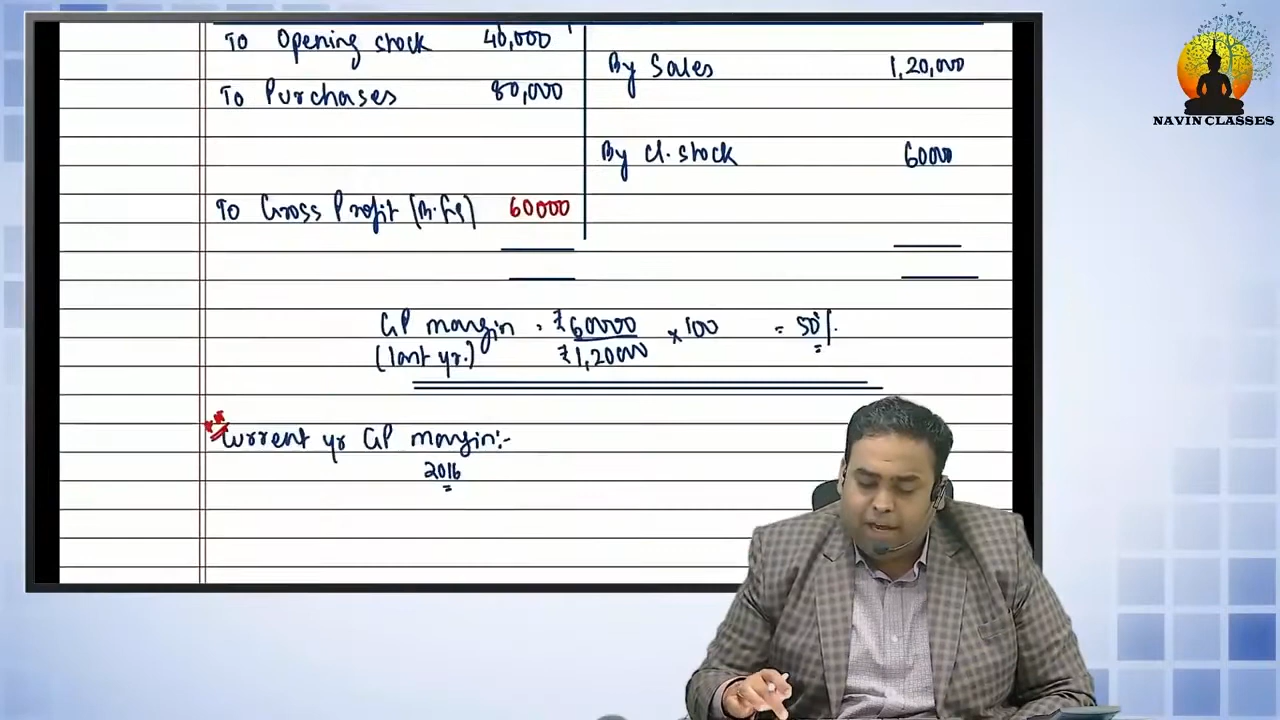 To Opening stock 40,000
By Sales 1,20,000
To Purchases 80,000
By Cl. stock 60000
To Gross Profit (B.fig) 60000
GP margin = ₹60000 × 100 = 50%
(last yr.) ₹1,20000
** Current yr GP margin:-
2016
NAVIN CLASSES